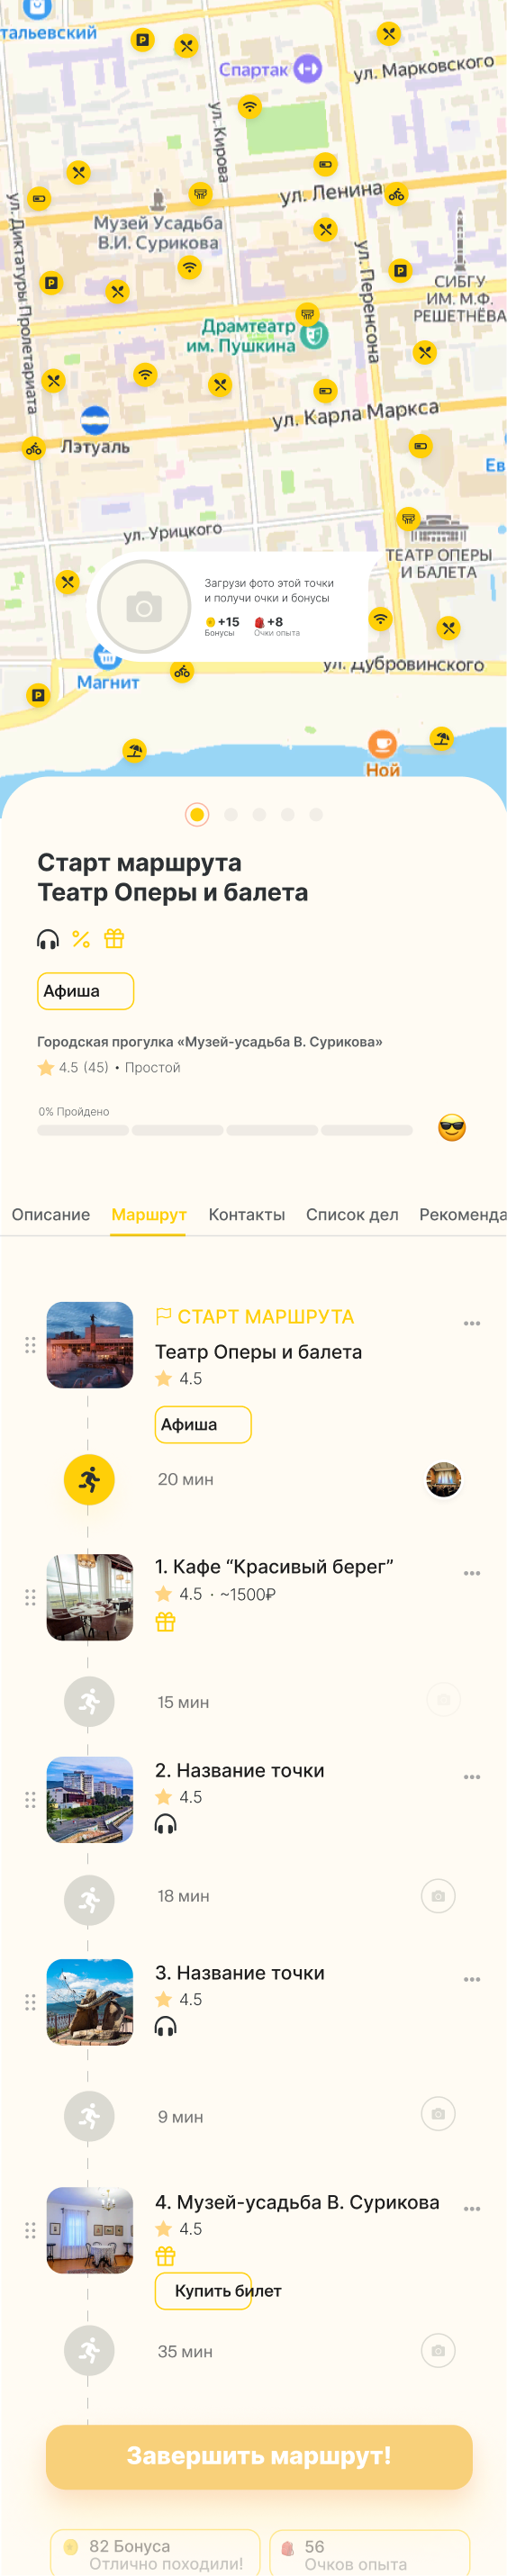 тальевский
Спартак
ул. Марковского
ул. Кирова
ул. Ленина
ул. Диктатуры Пролетариата
Музей Усадьба
В.И. Сурикова
ул. Перенсона
СИБГУ
ИМ. М.Ф.
РЕШЕТНЁВА
Драмтеатр
им. Пушкина
ул. Карла Маркса
Лэтуаль
Ев
ул. Урицкого
ТЕАТР ОПЕРЫ
И БАЛЕТА
Загрузи фото этой точки
и получи очки и бонусы
+15 +8
Бонусы Очки опыта
ул. Дубровинского
Магнит
Ной
Старт маршрута
Театр Оперы и балета
Афиша
Городская прогулка «Музей-усадьба В. Сурикова»
4.5 (45) • Простой
0% Пройдено
Описание Маршрут Контакты Список дел Рекоменда
СТАРТ МАРШРУТА
Театр Оперы и балета
4.5
Афиша
20 мин
1. Кафе “Красивый берег”
4.5 · ~1500₽
15 мин
2. Название точки
4.5
18 мин
3. Название точки
4.5
9 мин
4. Музей-усадьба В. Сурикова
4.5
Купить билет
35 мин
Завершить маршрут!
82 Бонуса
Отлично походили!
56
Очков опыта